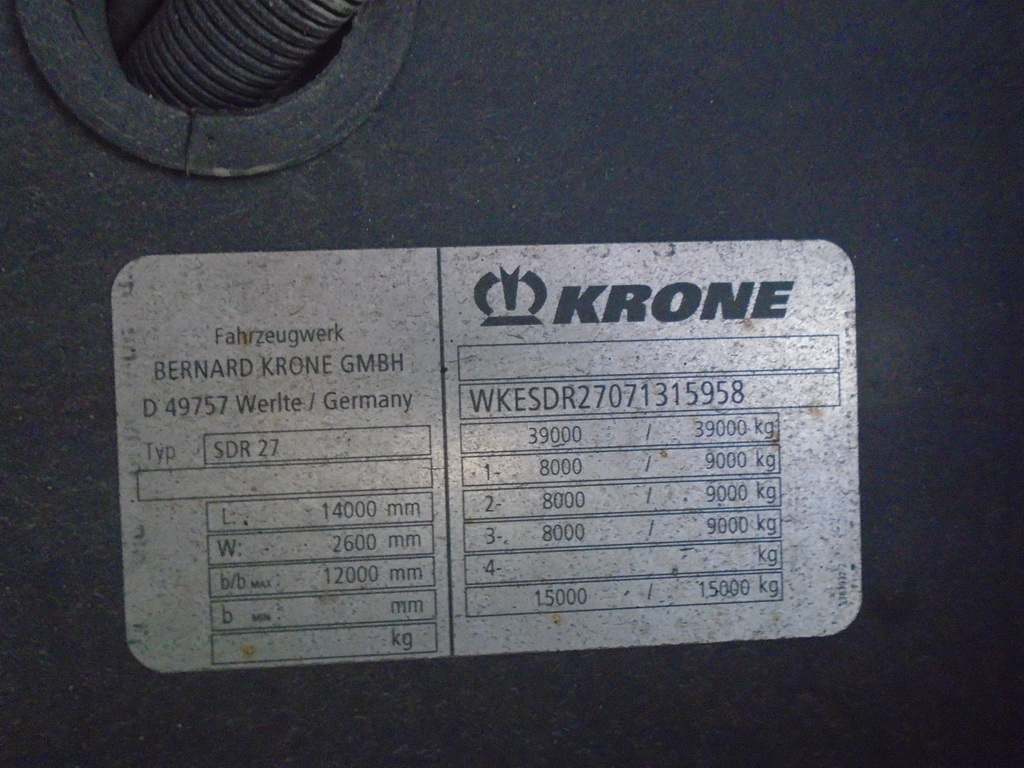 Fahrzeugwerk
BERNARD KRONE GMBH
D 49757 Werlte / Germany
Typ SDR 27
L: 14000 mm
W: 2600 mm
b/b MAX: 12000 mm
b MIN: mm
kg
KRONE
WKESDR27071315958
39000 / 39000 kg
1- 8000 / 9000 kg
2- 8000 / 9000 kg
3- 8000 / 9000 kg
4- kg
15000 / 15000 kg